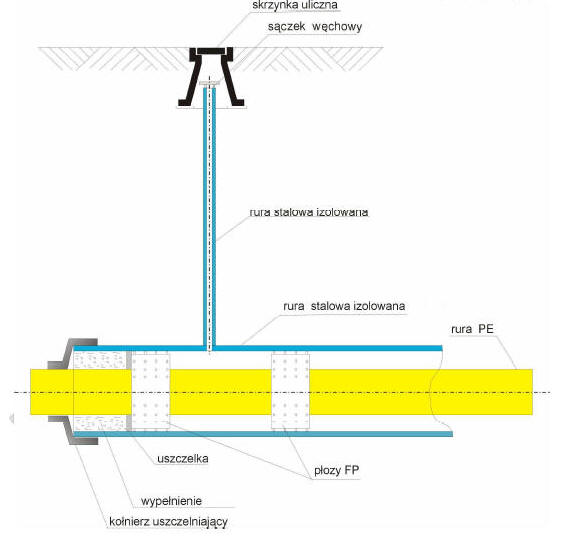 skrzynka uliczna
sączek węchowy
rura stalowa izolowana
rura stalowa izolowana
rura PE
uszczelka
płozy FP
wypełnienie
kołnierz uszczelniający